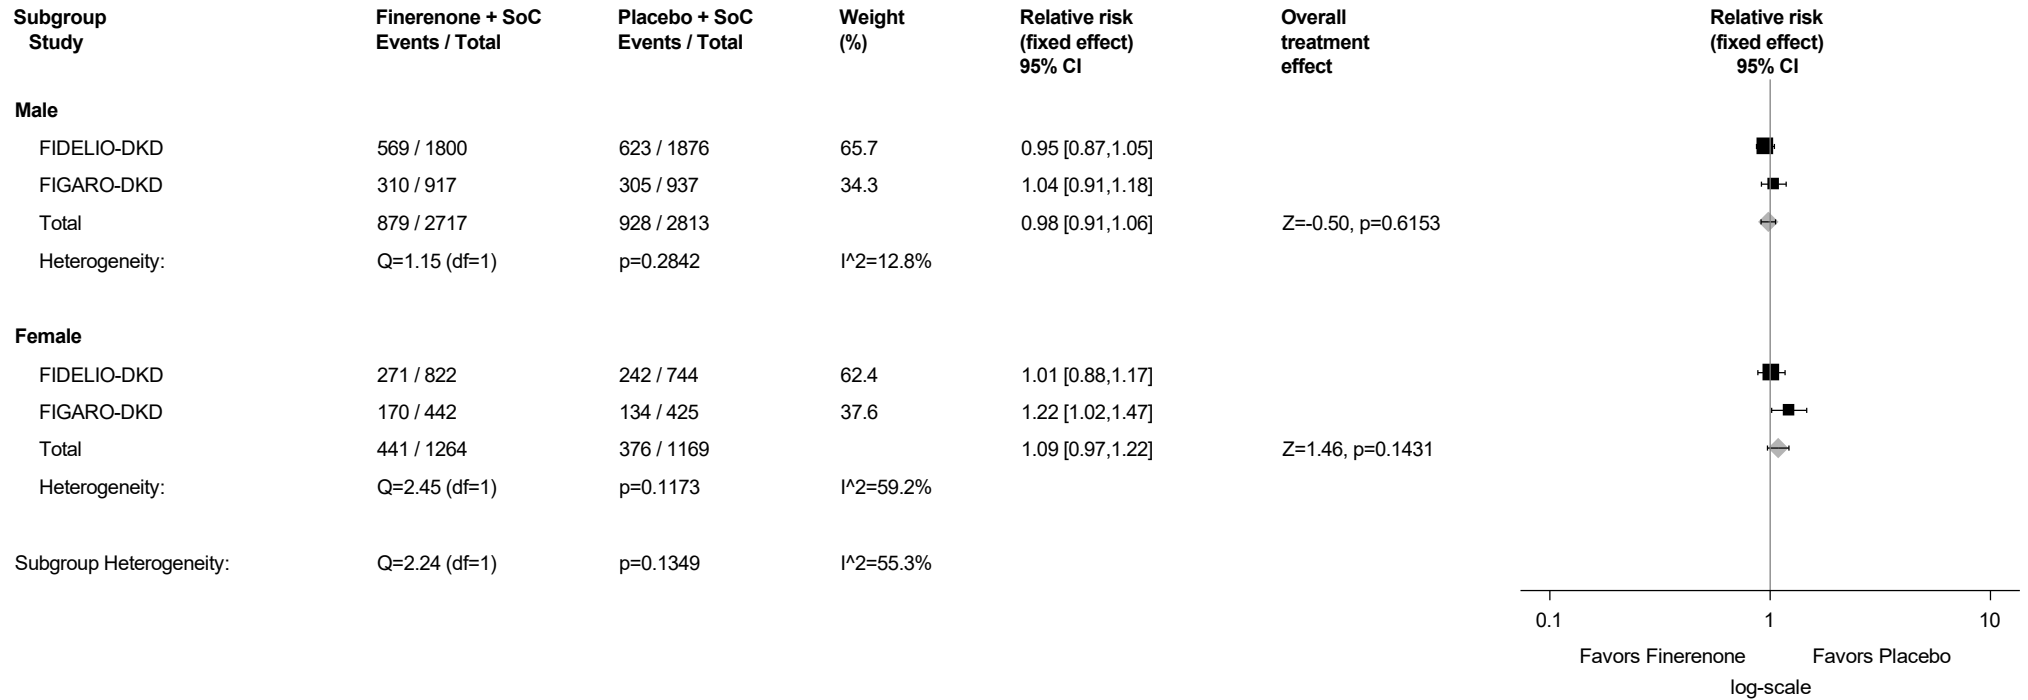 Subgroup Finerenone + SoC Placebo + SoC Weight Relative risk Overall Relative risk
Study Events / Total Events / Total (%) (fixed effect) treatment (fixed effect)
95% CI effect 95% CI
Male
FIDELIO-DKD 569 / 1800 623 / 1876 65.7 0.95 [0.87,1.05]
FIGARO-DKD 310 / 917 305 / 937 34.3 1.04 [0.91,1.18]
Total 879 / 2717 928 / 2813 0.98 [0.91,1.06] Z=-0.50, p=0.6153
Heterogeneity: Q=1.15 (df=1) p=0.2842 I^2=12.8%
Female
FIDELIO-DKD 271 / 822 242 / 744 62.4 1.01 [0.88,1.17]
FIGARO-DKD 170 / 442 134 / 425 37.6 1.22 [1.02,1.47]
Total 441 / 1264 376 / 1169 1.09 [0.97,1.22] Z=1.46, p=0.1431
Heterogeneity: Q=2.45 (df=1) p=0.1173 I^2=59.2%
Subgroup Heterogeneity: Q=2.24 (df=1) p=0.1349 I^2=55.3%
0.1 1 10
Favors Finerenone Favors Placebo
log-scale